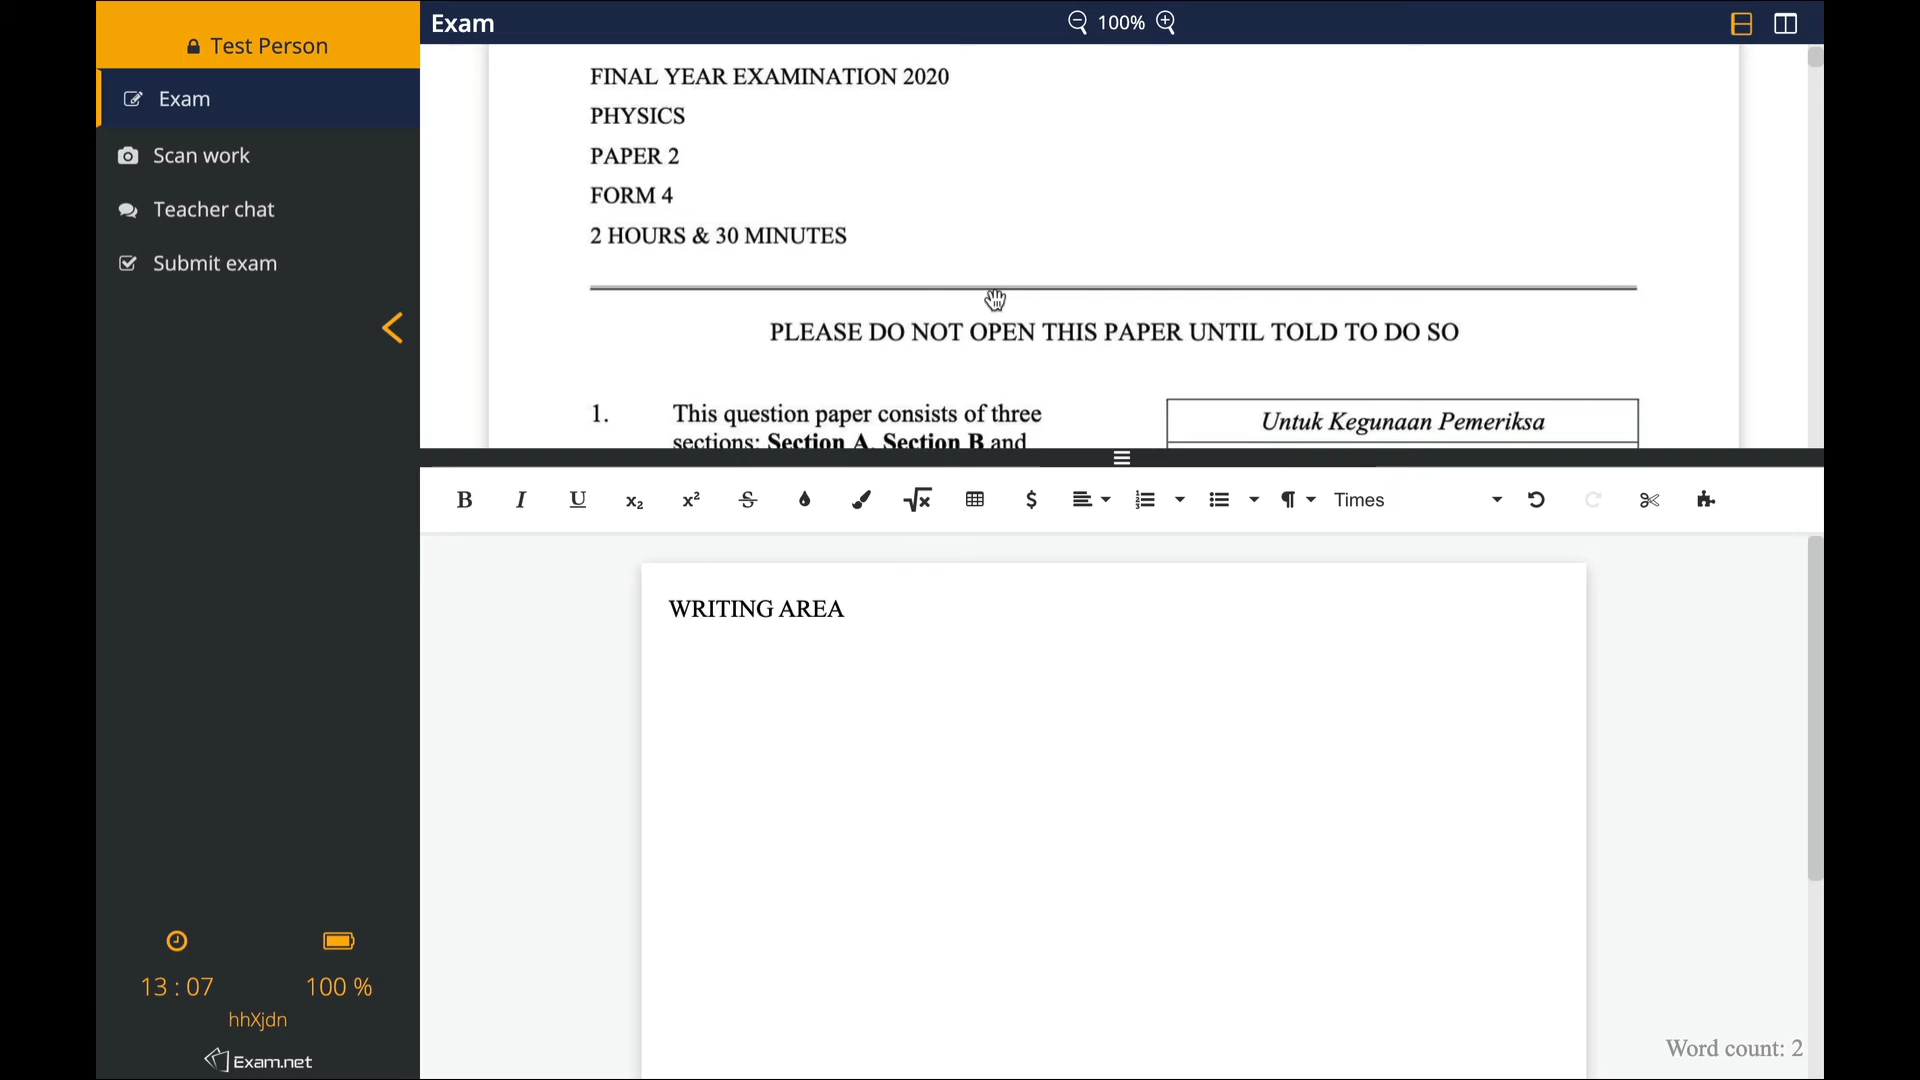 Test Person
Exam
Scan work
Teacher chat
Submit exam
13 : 07
100 %
hhXjdn
Exam.net
Exam
100%
FINAL YEAR EXAMINATION 2020
PHYSICS
PAPER 2
FORM 4
2 HOURS & 30 MINUTES
PLEASE DO NOT OPEN THIS PAPER UNTIL TOLD TO DO SO
1. This question paper consists of three
sections: Section A, Section B and
Untuk Kegunaan Pemeriksa
B I U x₂ x² S $ Times
WRITING AREA
Word count: 2